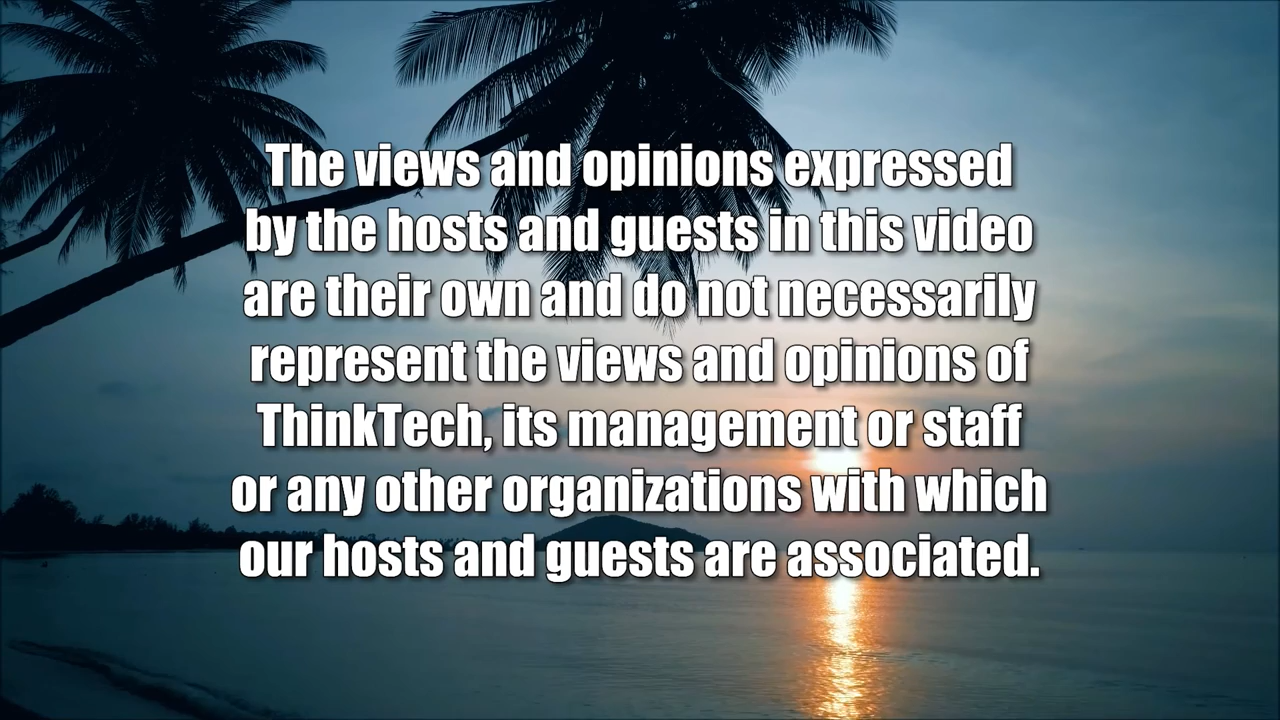 The views and opinions expressed
by the hosts and guests in this video
are their own and do not necessarily
represent the views and opinions of
ThinkTech, its management or staff
or any other organizations with which
our hosts and guests are associated.